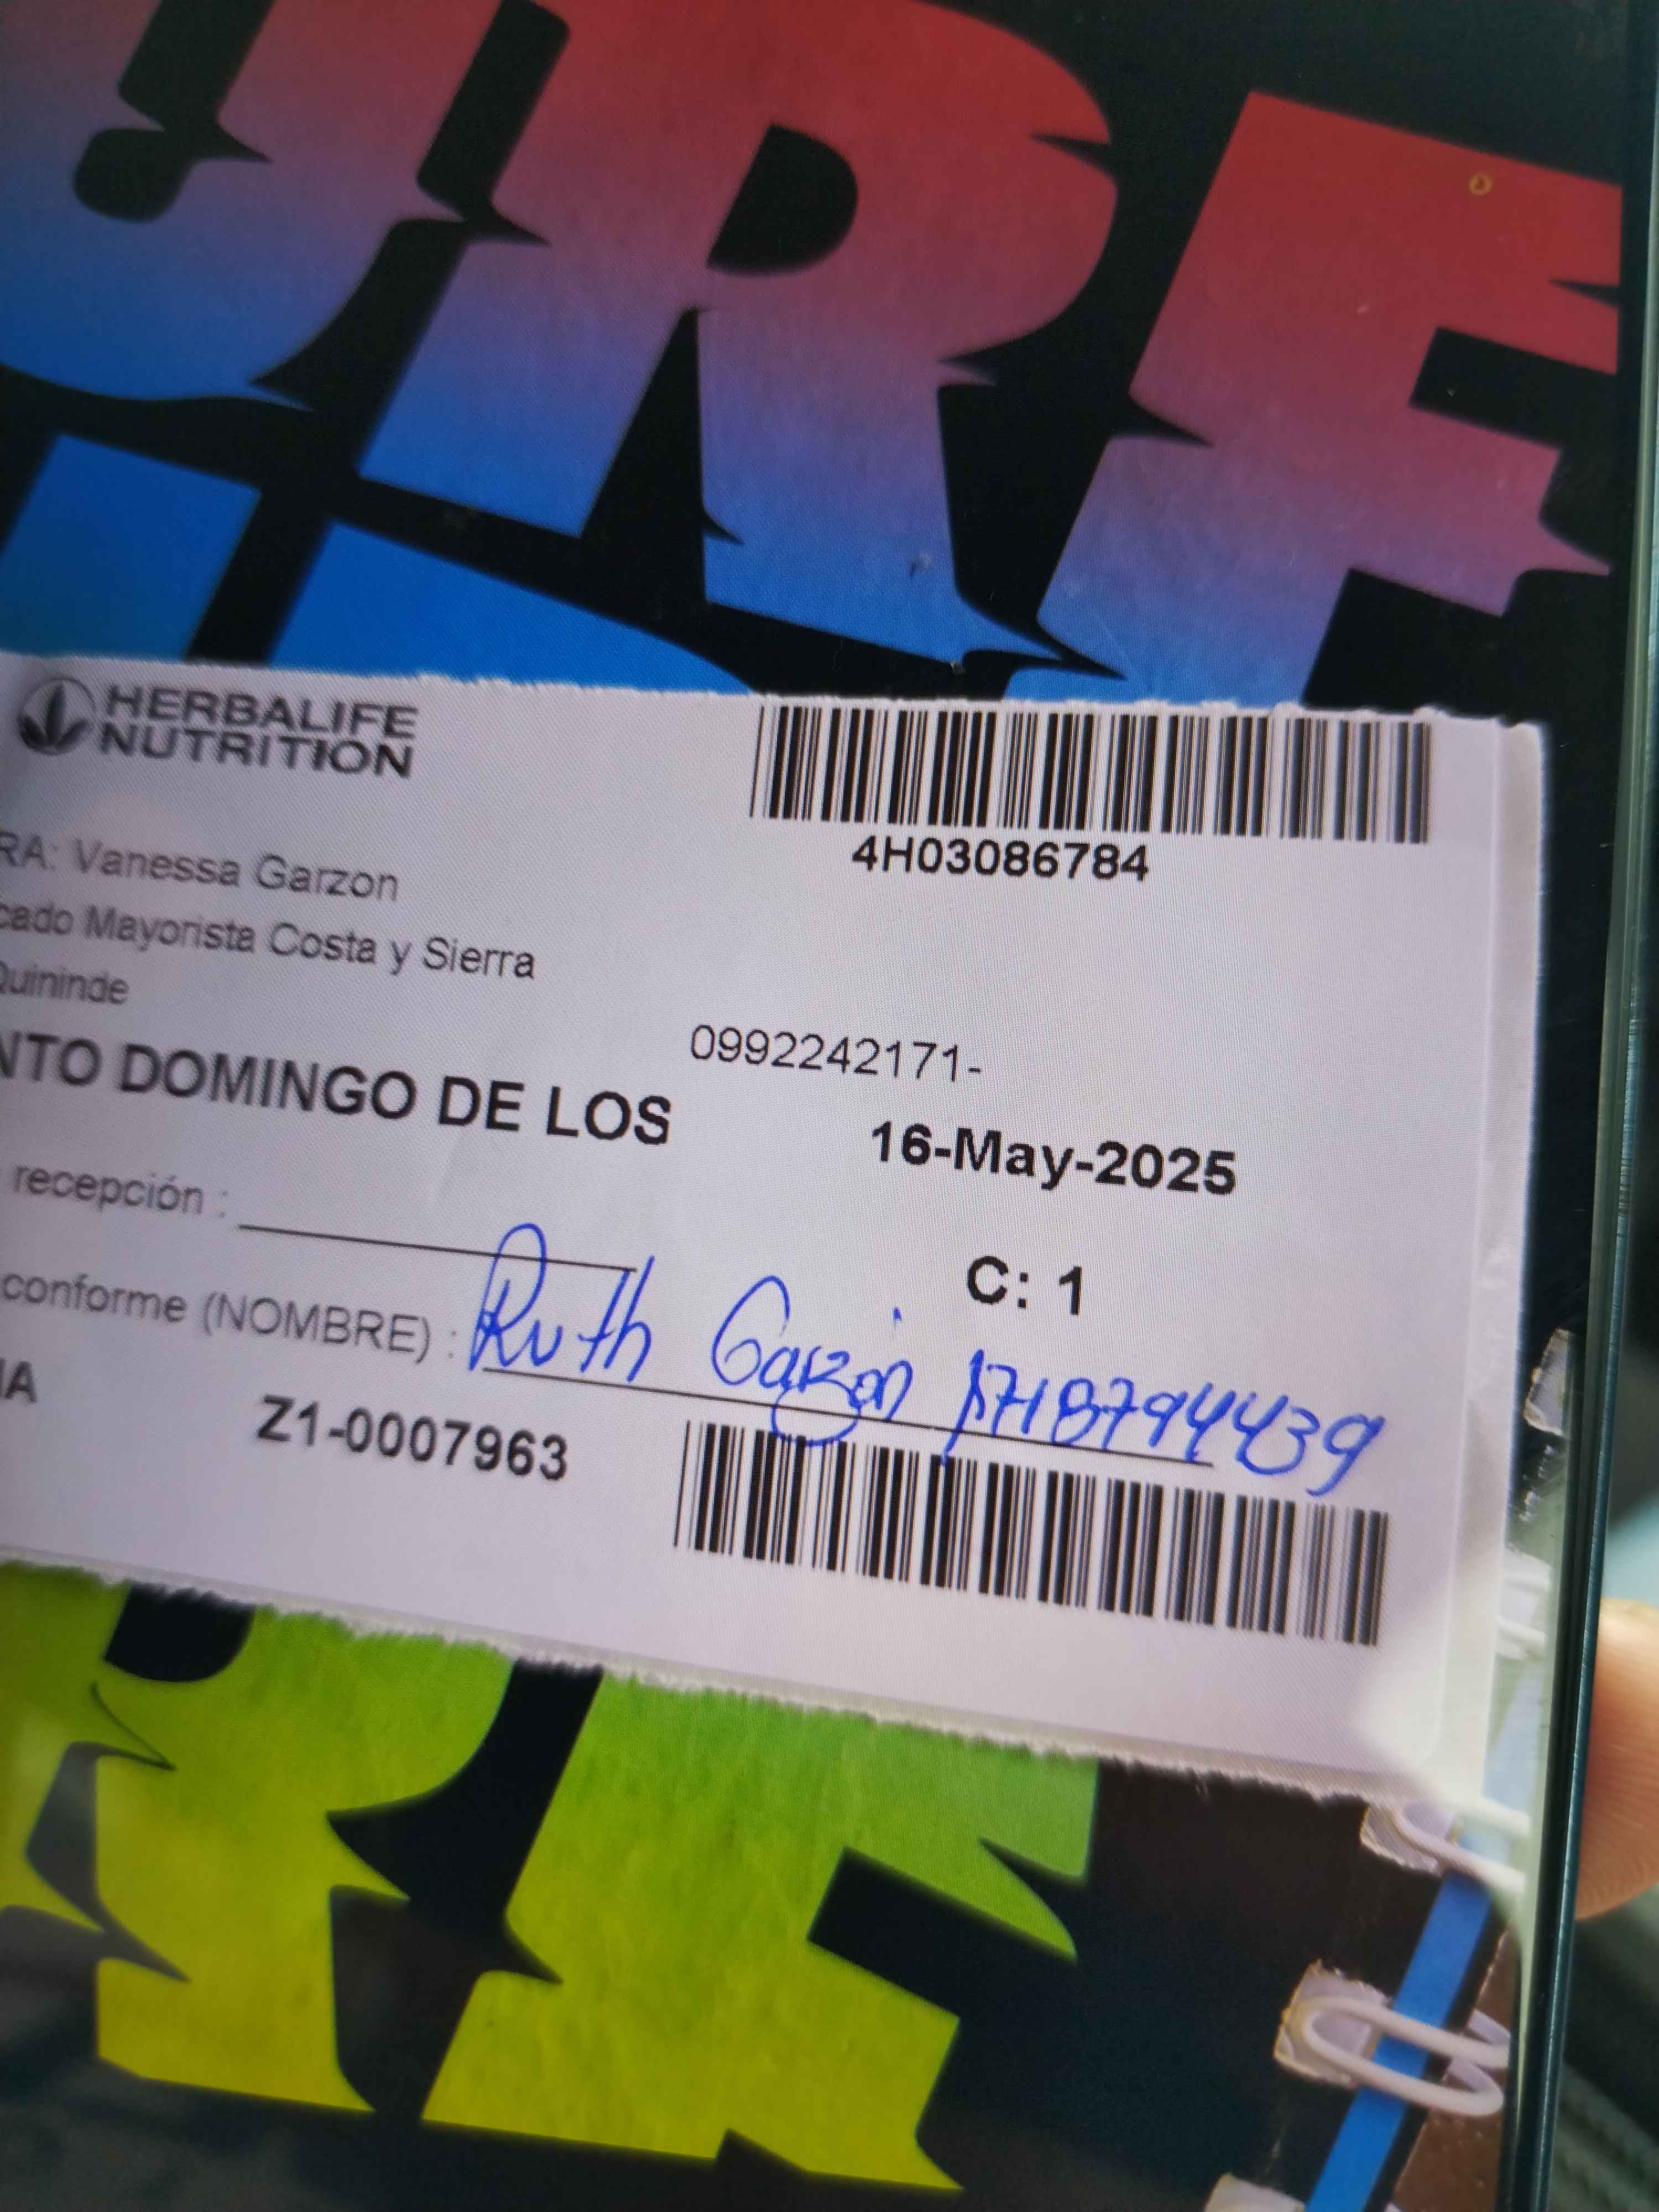 URE
HERBALIFE
NUTRITION
4H03086784
RA: Vanessa Garzon
cado Mayorista Costa y Sierra
Quininde
0992242171-
NTO DOMINGO DE LOS
16-May-2025
recepción :
C: 1
conforme (NOMBRE) : Ruth Garzon 1718794439
IA
Z1-0007963